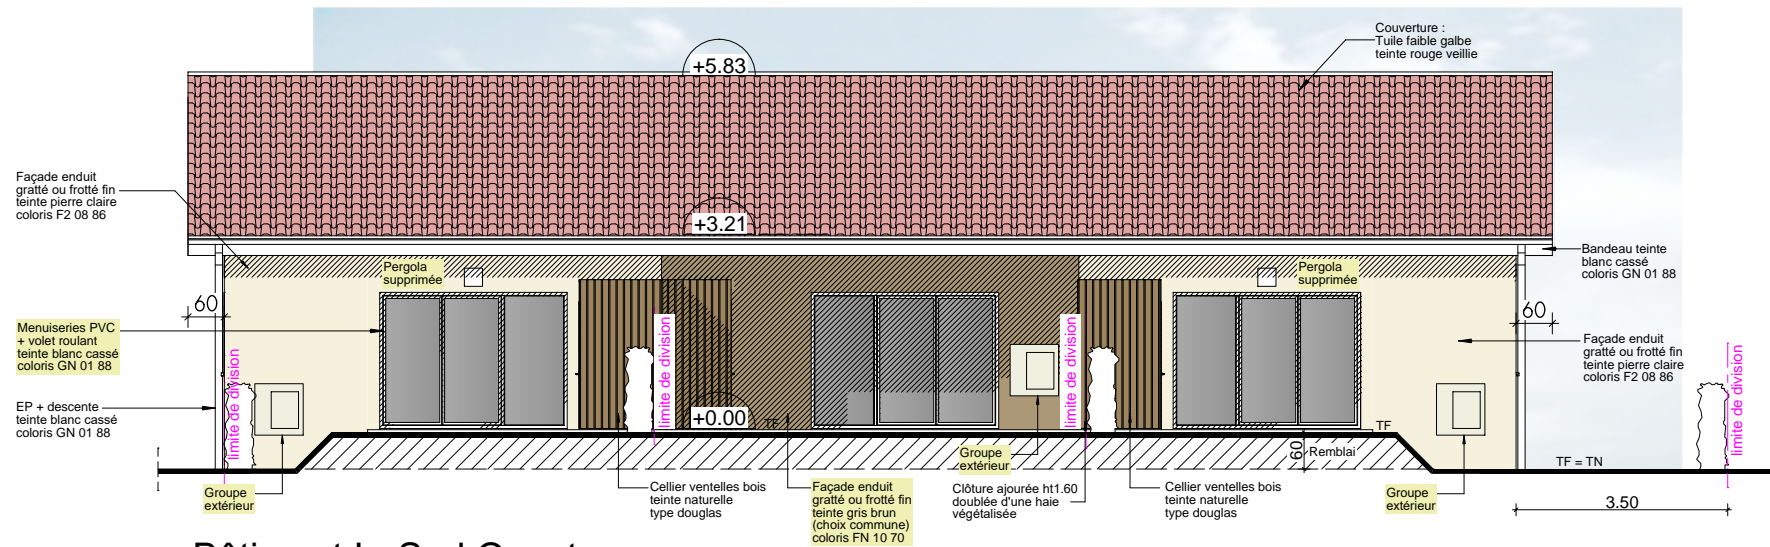 Couverture :
Tuile faible galbe
teinte rouge veillie
+5.83
Façade enduit
gratté ou frotté fin
teinte pierre claire
coloris F2 08 86
+3.21
Bandeau teinte
blanc cassé
coloris GN 01 88
Pergola
supprimée
Pergola
supprimée
60
60
Menuiseries PVC
+ volet roulant
teinte blanc cassé
coloris GN 01 88
limite de division
limite de division
limite de division
limite de division
Façade enduit
gratté ou frotté fin
teinte pierre claire
coloris F2 08 86
EP + descente
teinte blanc cassé
coloris GN 01 88
+0.00
TF
TF
60
Remblai
TF = TN
Groupe
extérieur
Cellier ventelles bois
teinte naturelle
type douglas
Façade enduit
gratté ou frotté fin
teinte gris brun
(choix commune)
coloris FN 10 70
Groupe
extérieur
Clôture ajourée ht1.60
doublée d'une haie
végétalisée
Cellier ventelles bois
teinte naturelle
type douglas
Groupe
extérieur
3.50